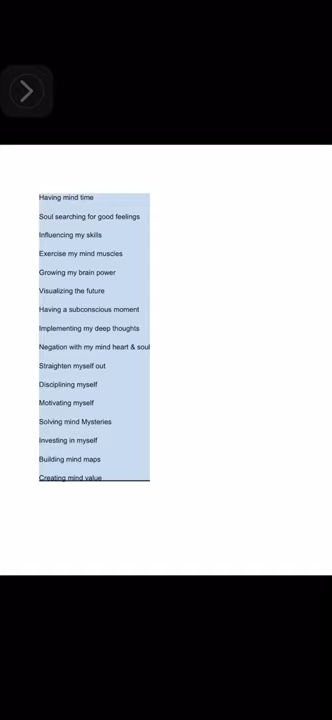 Having mind time
Soul searching for good feelings
Influencing my skills
Exercise my mind muscles
Growing my brain power
Visualizing the future
Having a subconscious moment
Implementing my deep thoughts
Negation with my mind heart & soul
Straighten myself out
Disciplining myself
Motivating myself
Solving mind Mysteries
Investing in myself
Building mind maps
Creating mind value